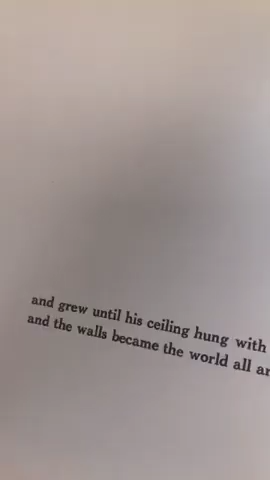 and grew until his ceiling hung with
and the walls became the world all